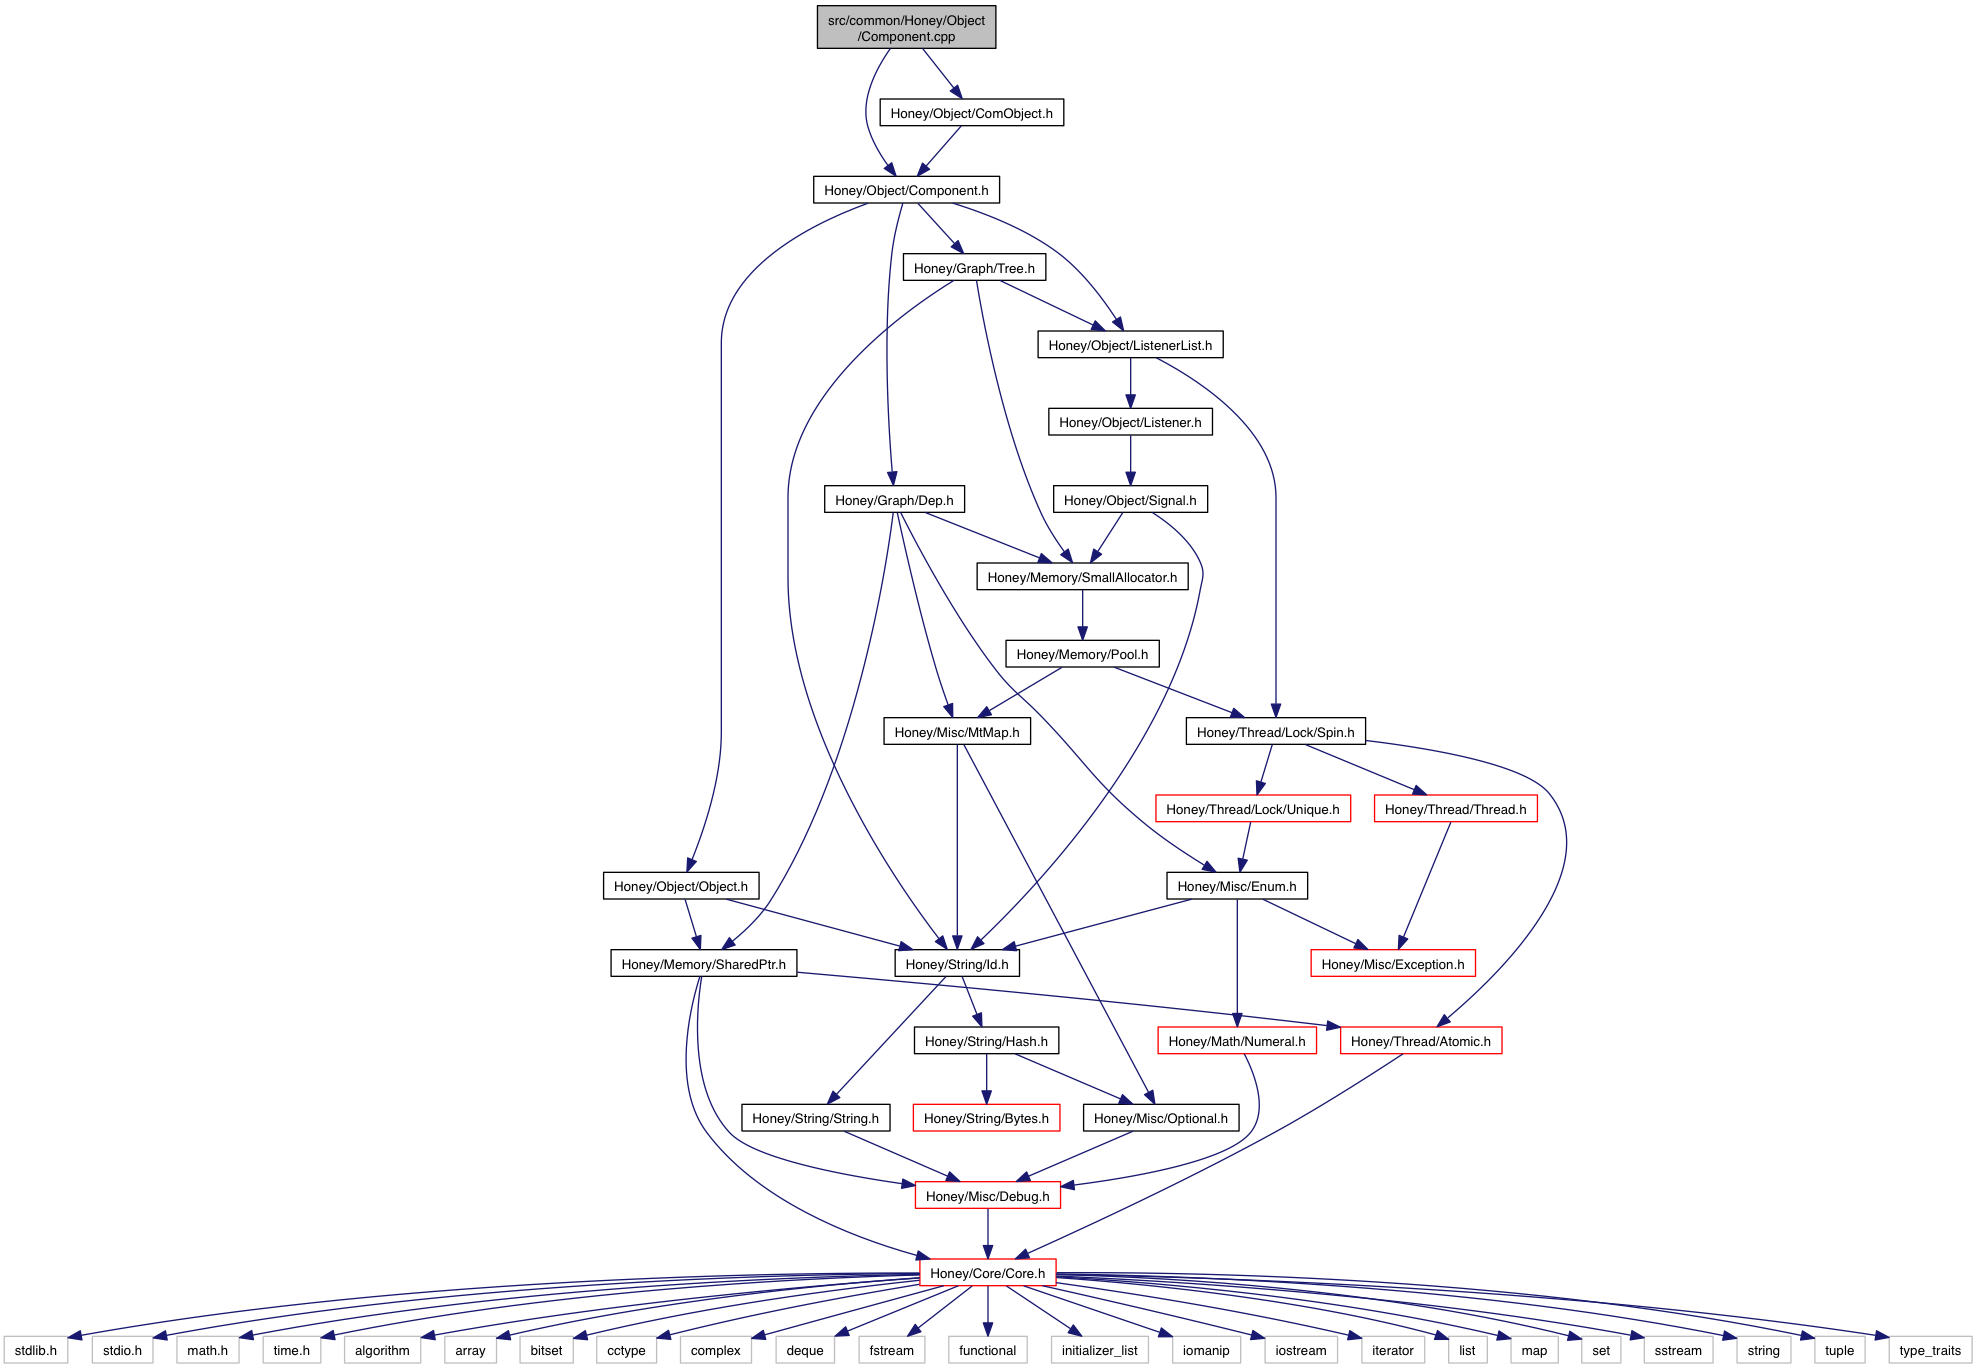 src/common/Honey/Object
/Component.cpp
Honey/Object/ComObject.h
Honey/Object/Component.h
Honey/Graph/Tree.h
Honey/Object/ListenerList.h
Honey/Object/Listener.h
Honey/Graph/Dep.h
Honey/Object/Signal.h
Honey/Memory/SmallAllocator.h
Honey/Memory/Pool.h
Honey/Misc/MtMap.h
Honey/Thread/Lock/Spin.h
Honey/Thread/Lock/Unique.h
Honey/Thread/Thread.h
Honey/Object/Object.h
Honey/Misc/Enum.h
Honey/Memory/SharedPtr.h
Honey/String/Id.h
Honey/Misc/Exception.h
Honey/String/Hash.h
Honey/Math/Numeral.h
Honey/Thread/Atomic.h
Honey/String/String.h
Honey/String/Bytes.h
Honey/Misc/Optional.h
Honey/Misc/Debug.h
Honey/Core/Core.h
stdlib.h
stdio.h
math.h
time.h
algorithm
array
bitset
cctype
complex
deque
fstream
functional
initializer_list
iomanip
iostream
iterator
list
map
set
sstream
string
tuple
type_traits